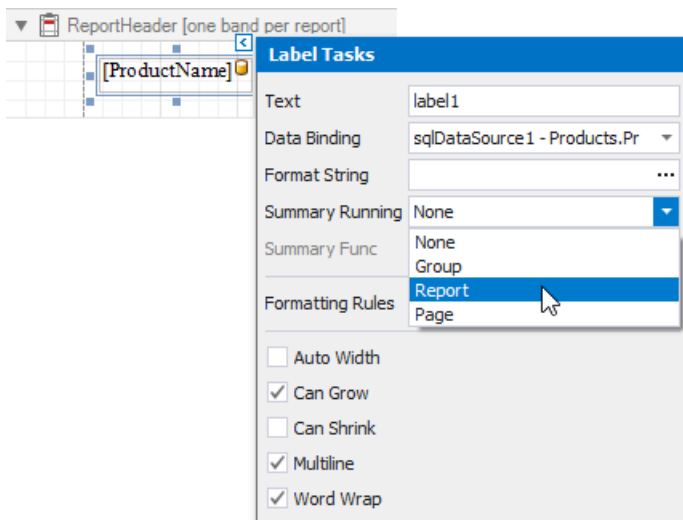 ReportHeader [one band per report]
[ProductName]
Label Tasks
Text label1
Data Binding sqlDataSource1 - Products.Pr
Format String ...
Summary Running None
None
Summary Func
Group
Report
Formatting Rules
Page
Auto Width
Can Grow
Can Shrink
Multiline
Word Wrap